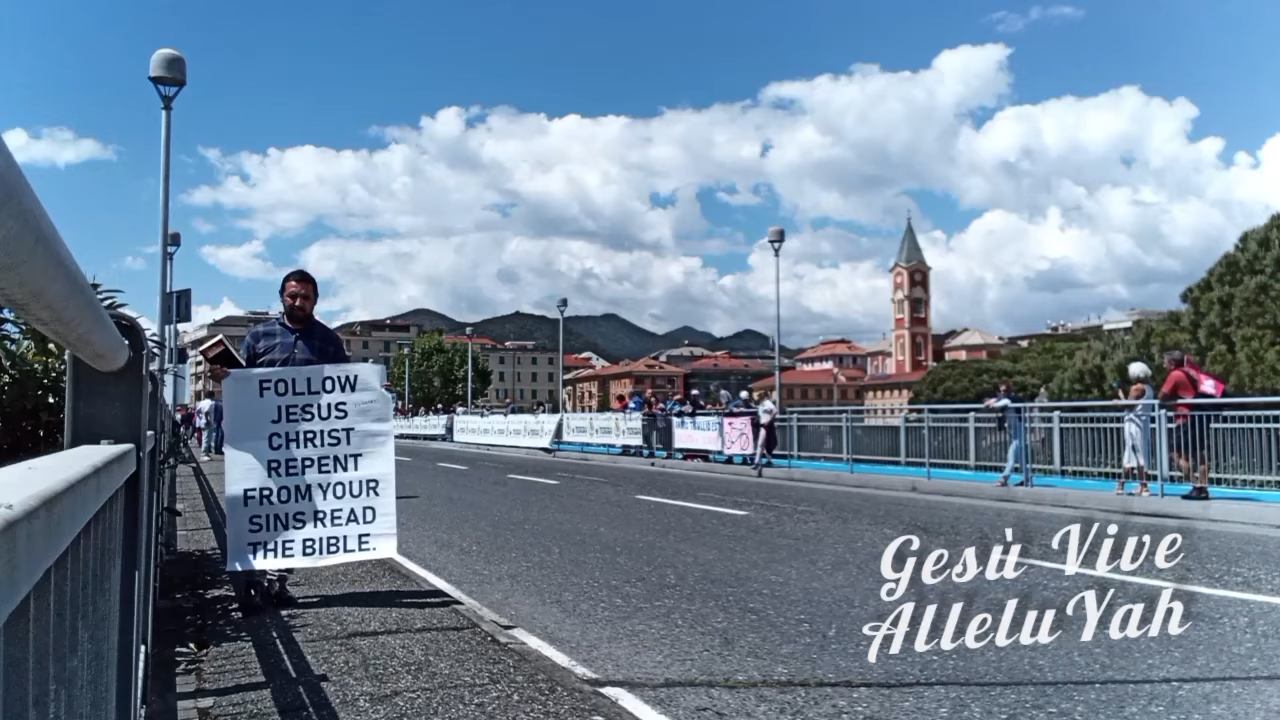 FOLLOW
JESUS
CHRIST
REPENT
FROM YOUR
SINS READ
THE BIBLE.
Gesù Vive
AlleluYah